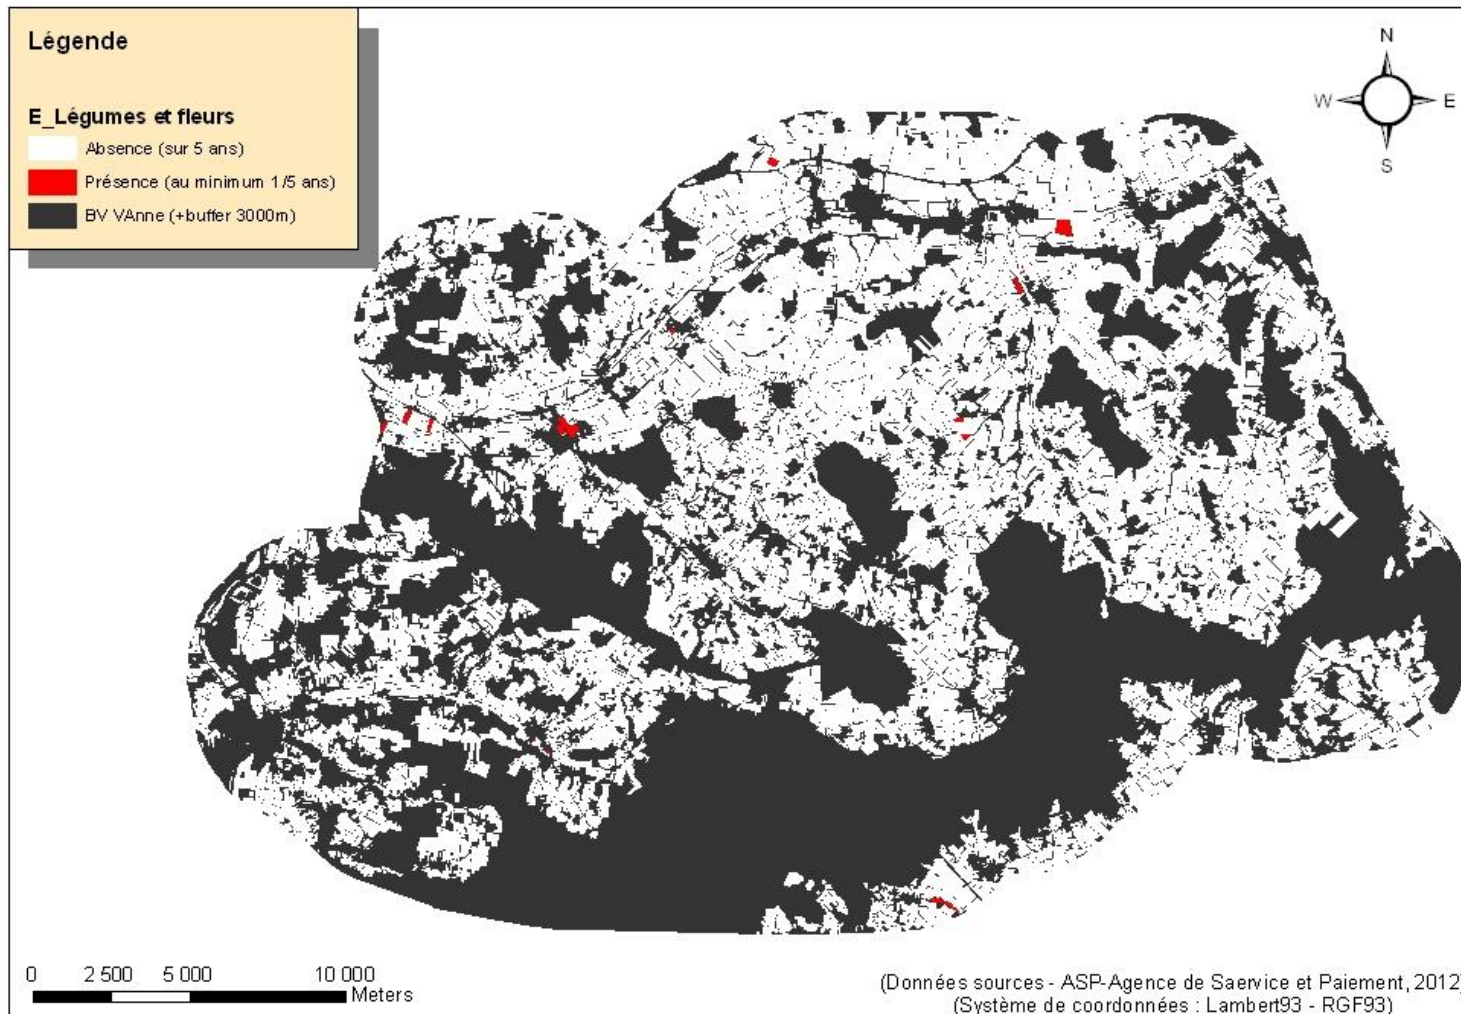 Légende
E_Légumes et fleurs
Absence (sur 5 ans)
Présence (au minimum 1/5 ans)
BV VAnne (+buffer 3000m)
N
W E
S
0 2 500 5 000 10 000
Meters
(Données sources - ASP-Agence de Saervice et Paiement, 2012)
(Système de coordonnées : Lambert93 - RGF93)